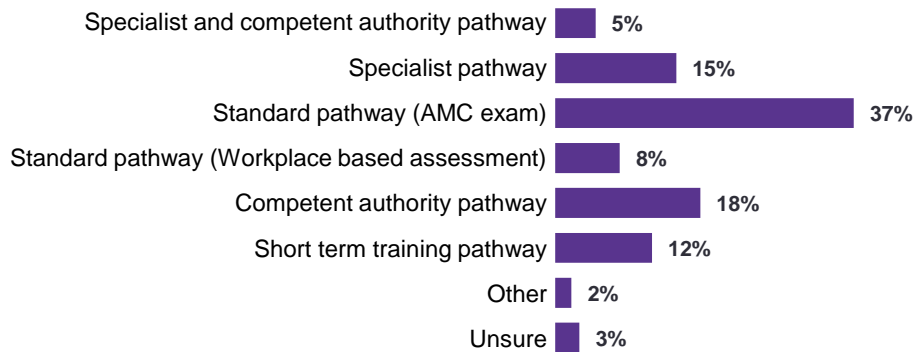 Specialist and competent authority pathway 5%
Specialist pathway 15%
Standard pathway (AMC exam) 37%
Standard pathway (Workplace based assessment) 8%
Competent authority pathway 18%
Short term training pathway 12%
Other 2%
Unsure 3%